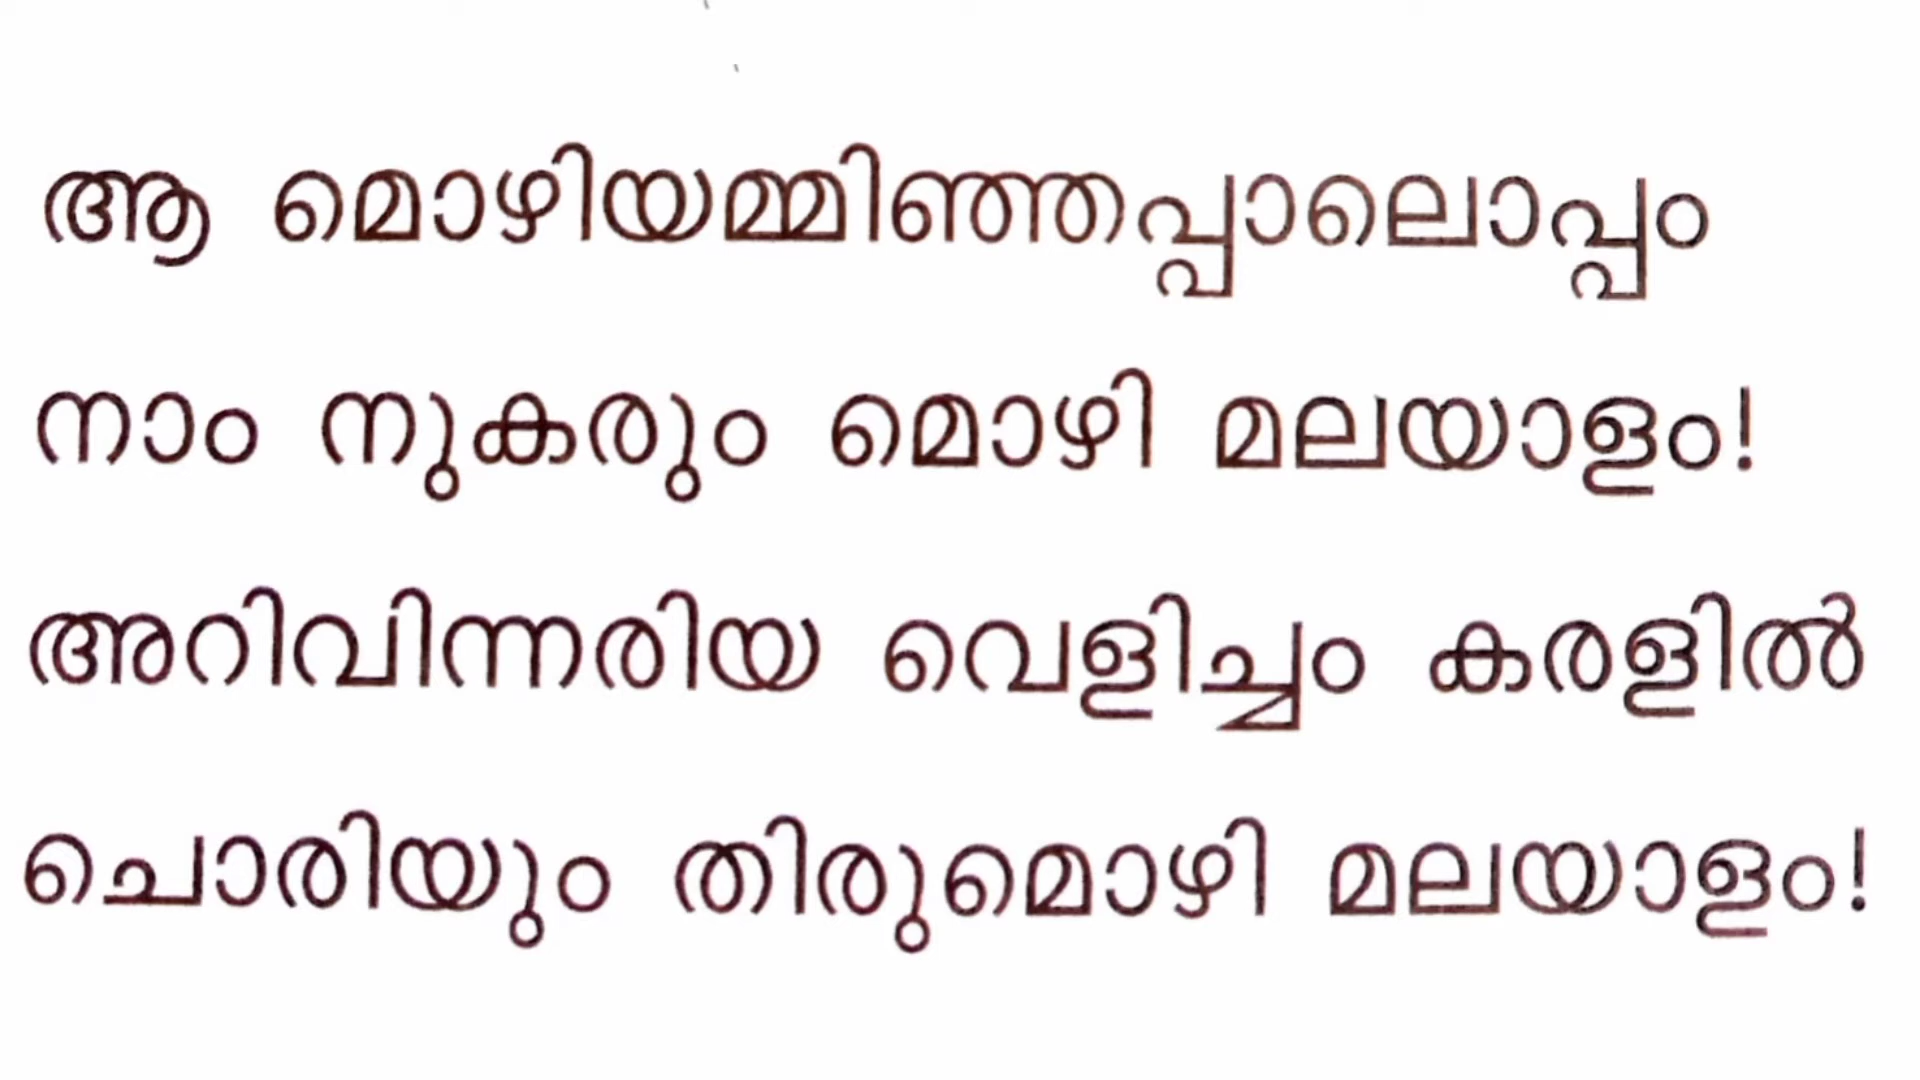 ആ മൊഴിയമ്മിഞ്ഞപ്പാലൊപ്പം
നാം നുകരും മൊഴി മലയാളം!
അറിവിന്നരിയ വെളിച്ചം കരളിൽ
ചൊരിയും തിരുമൊഴി മലയാളം!